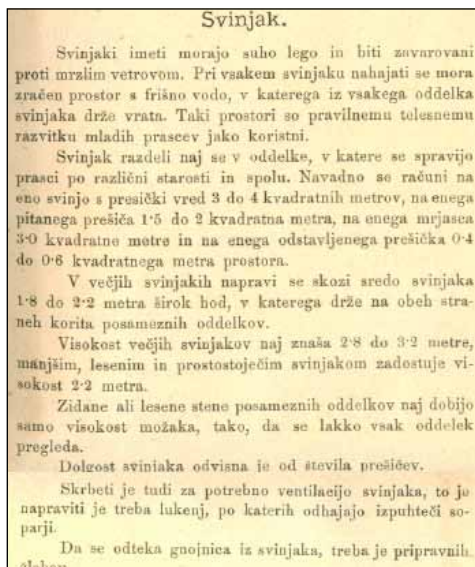 Svinjak.
Svinjaki imeti morajo suho lego in biti zavarovani
proti mrzlim vetrovom. Pri vsakem svinjaku nahajati se mora
zračen prostor s frišno vodo, v katerega iz vsakega oddelka
svinjaka drže vrata. Taki prostori so pravilnemu telesnemu
razvitku mladih prascev jako koristni.
Svinjak razdeli naj se v oddelke, v katere se spravijo
prasci po različni starosti in spolu. Navadno se računi na
eno svinjo s presički vred 3 do 4 kvadratnih metrov, na enega
pitanega prešiča 1·5 do 2 kvadratna metra, na enega mrjasca
3·0 kvadratne metre in na enega odstavljenega prešička 0·4
do 0·6 kvadratnega metra prostora.
V večjih svinjakih napravi se skozi sredo svinjaka
1·8 do 2·2 metra širok hod, v katerega drže na obeh stra-
neh korita posameznih oddelkov.
Visokost večjih svinjakov naj znaša 2·8 do 3·2 metre,
manjšim, lesenim in prostostoječim svinjakom zadostuje vi-
sokost 2·2 metra.
Zidane ali lesene stene posameznih oddelkov naj dobijo
samo visokost možaka, tako, da se lakko vsak oddelek
pregleda.
Dolgost svinjaka odvisna je od števila prešičev.
Skrbeti je tudi za potrebno ventilacijo svinjaka, to je
napraviti je treba lukenj, po katerih odhajajo izpuhteči so-
parji.
Da se odteka gnojnica iz svinjaka, treba je pripravnih